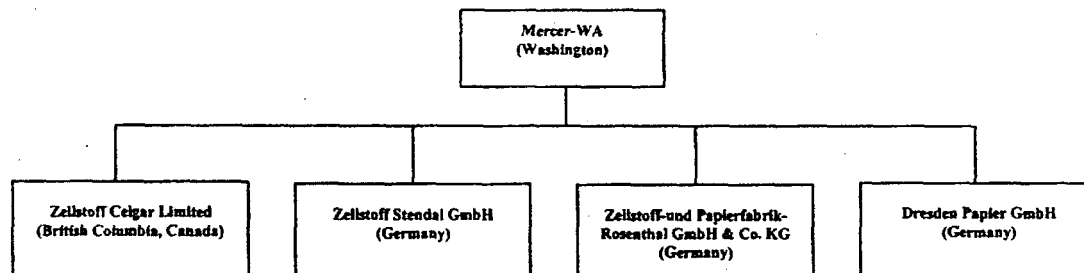 Mercer-WA
(Washington)
Zellstoff Celgar Limited
(British Columbia, Canada)
Zellstoff Stendal GmbH
(Germany)
Zellstoff-und Papierfabrik-
Rosenthal GmbH & Co. KG
(Germany)
Dresden Papier GmbH
(Germany)